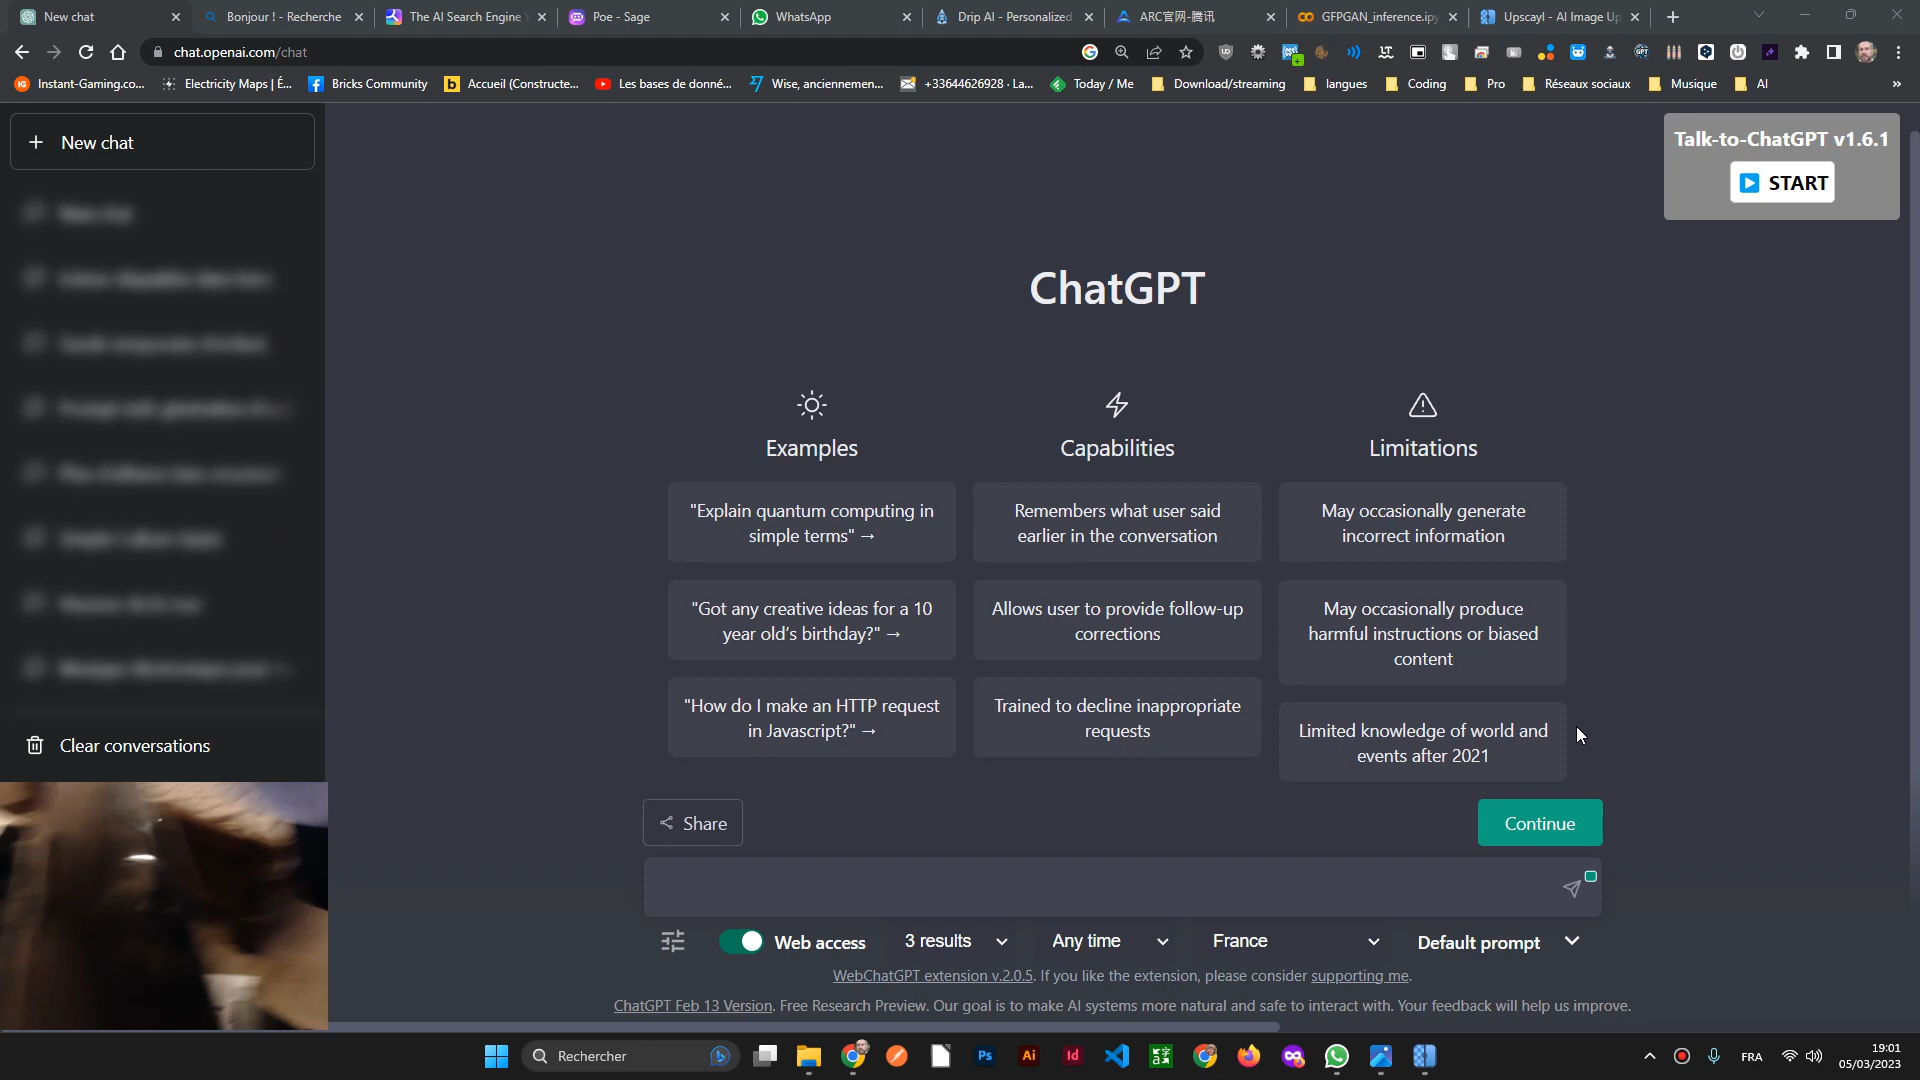 New chat
Bonjour ! - Recherche
The AI Search Engine Y
Poe - Sage
WhatsApp
Drip AI - Personalized
ARC官网-腾讯
GFPGAN_inference.ipy
Upscayl - AI Image Up
chat.openai.com/chat
Instant-Gaming.co...
Electricity Maps | É...
Bricks Community
Accueil (Constructe...
Les bases de donné...
Wise, anciennemen...
+33644626928 · La...
Today / Me
Download/streaming
langues
Coding
Pro
Réseaux sociaux
Musique
AI
»
+ New chat
Talk-to-ChatGPT v1.6.1
START
ChatGPT
Examples
Capabilities
Limitations
"Explain quantum computing in
simple terms" →
Remembers what user said
earlier in the conversation
May occasionally generate
incorrect information
"Got any creative ideas for a 10
year old's birthday?" →
Allows user to provide follow-up
corrections
May occasionally produce
harmful instructions or biased
content
"How do I make an HTTP request
in Javascript?" →
Trained to decline inappropriate
requests
Limited knowledge of world and
events after 2021
Clear conversations
Share
Continue
Web access
3 results
Any time
France
Default prompt
WebChatGPT extension v.2.0.5. If you like the extension, please consider supporting me.
ChatGPT Feb 13 Version. Free Research Preview. Our goal is to make AI systems more natural and safe to interact with. Your feedback will help us improve.
Rechercher
Ps
Ai
Id
FRA
19:01
05/03/2023